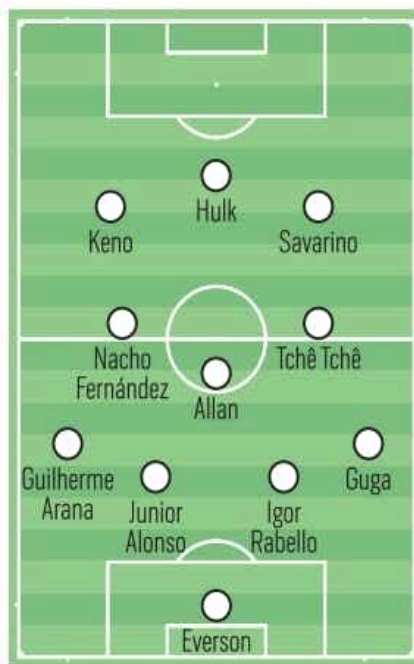 Hulk
Keno
Savarino
Nacho
Fernández
Tchê Tchê
Allan
Guilherme
Arana
Junior
Alonso
Igor
Rabello
Guga
Everson